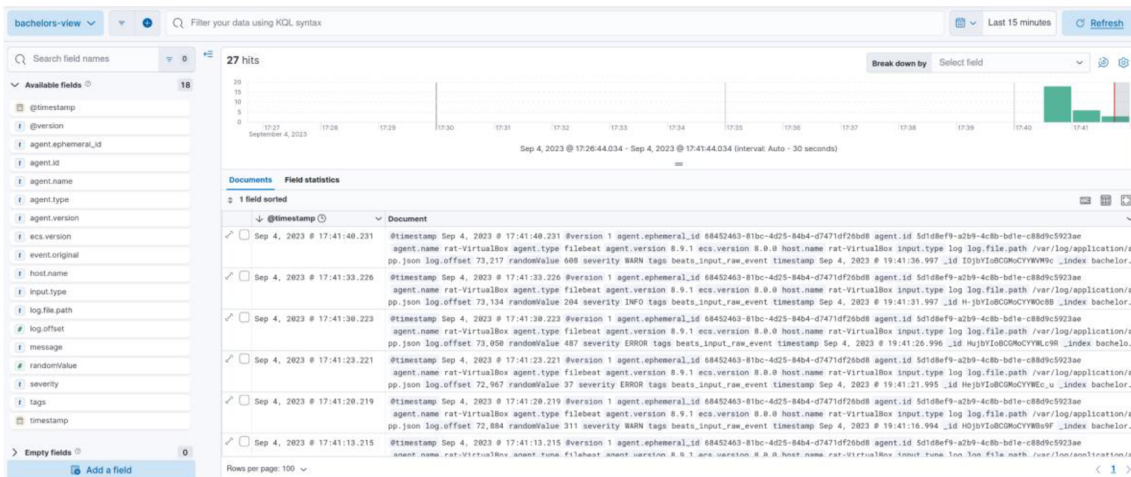 bachelors-view
Filter your data using KQL syntax
Last 15 minutes
Refresh
Search field names
0
Available fields
18
@timestamp
@version
agent.ephemeral_id
agent.id
agent.name
agent.type
agent.version
ecs.version
event.original
host.name
input.type
log.file.path
log.offset
message
randomValue
severity
tags
timestamp
Empty fields
0
Add a field
27 hits
Break down by
Select field
20
15
10
5
0
17:27
September 4, 2023
17:28
17:29
17:30
17:31
17:32
17:33
17:34
17:35
17:36
17:37
17:38
17:39
17:40
17:41
Sep 4, 2023 @ 17:26:44.034 - Sep 4, 2023 @ 17:41:44.034 (interval: Auto - 30 seconds)
Documents
Field statistics
1 field sorted
@timestamp
Document
Sep 4, 2023 @ 17:41:40.231
@timestamp Sep 4, 2023 @ 17:41:40.231 @version 1 agent.ephemeral_id 68452463-81bc-4d25-84b4-d7471df26bd8 agent.id 5d1d8ef9-a2b9-4c8b-bd1e-c88d9c5923ae
agent.name rat-VirtualBox agent.type filebeat agent.version 8.9.1 ecs.version 8.0.0 host.name rat-VirtualBox input.type log log.file.path /var/log/application/a
pp.json log.offset 73,217 randomValue 608 severity WARN tags beats_input_raw_event timestamp Sep 4, 2023 @ 19:41:36.997 _id _index bachelor.
Sep 4, 2023 @ 17:41:33.226
@timestamp Sep 4, 2023 @ 17:41:33.226 @version 1 agent.ephemeral_id 68452463-81bc-4d25-84b4-d7471df26bd8 agent.id 5d1d8ef9-a2b9-4c8b-bd1e-c88d9c5923ae
agent.name rat-VirtualBox agent.type filebeat agent.version 8.9.1 ecs.version 8.0.0 host.name rat-VirtualBox input.type log log.file.path /var/log/application/a
pp.json log.offset 73,134 randomValue 204 severity INFO tags beats_input_raw_event timestamp Sep 4, 2023 @ 19:41:31.997 _id _index bachelor.
Sep 4, 2023 @ 17:41:30.223
@timestamp Sep 4, 2023 @ 17:41:30.223 @version 1 agent.ephemeral_id 68452463-81bc-4d25-84b4-d7471df26bd8 agent.id 5d1d8ef9-a2b9-4c8b-bd1e-c88d9c5923ae
agent.name rat-VirtualBox agent.type filebeat agent.version 8.9.1 ecs.version 8.0.0 host.name rat-VirtualBox input.type log log.file.path /var/log/application/a
pp.json log.offset 73,050 randomValue 487 severity ERROR tags beats_input_raw_event timestamp Sep 4, 2023 @ 19:41:26.996 _id _index bachelo.
Sep 4, 2023 @ 17:41:23.221
@timestamp Sep 4, 2023 @ 17:41:23.221 @version 1 agent.ephemeral_id 68452463-81bc-4d25-84b4-d7471df26bd8 agent.id 5d1d8ef9-a2b9-4c8b-bd1e-c88d9c5923ae
agent.name rat-VirtualBox agent.type filebeat agent.version 8.9.1 ecs.version 8.0.0 host.name rat-VirtualBox input.type log log.file.path /var/log/application/a
pp.json log.offset 72,967 randomValue 37 severity ERROR tags beats_input_raw_event timestamp Sep 4, 2023 @ 19:41:21.995 _id _index bachelor.
Sep 4, 2023 @ 17:41:20.219
@timestamp Sep 4, 2023 @ 17:41:20.219 @version 1 agent.ephemeral_id 68452463-81bc-4d25-84b4-d7471df26bd8 agent.id 5d1d8ef9-a2b9-4c8b-bd1e-c88d9c5923ae
agent.name rat-VirtualBox agent.type filebeat agent.version 8.9.1 ecs.version 8.0.0 host.name rat-VirtualBox input.type log log.file.path /var/log/application/a
pp.json log.offset 72,884 randomValue 311 severity WARN tags beats_input_raw_event timestamp Sep 4, 2023 @ 19:41:16.994 _id _index bachelor.
Sep 4, 2023 @ 17:41:13.215
@timestamp Sep 4, 2023 @ 17:41:13.215 @version 1 agent.ephemeral_id 68452463-81bc-4d25-84b4-d7471df26bd8 agent.id 5d1d8ef9-a2b9-4c8b-bd1e-c88d9c5923ae
agent.name rat-VirtualBox agent.type filebeat agent.version 8.9.1 ecs.version 8.0.0 host.name rat-VirtualBox input.type log log.file.path /var/log/application/a
Rows per page: 100
1